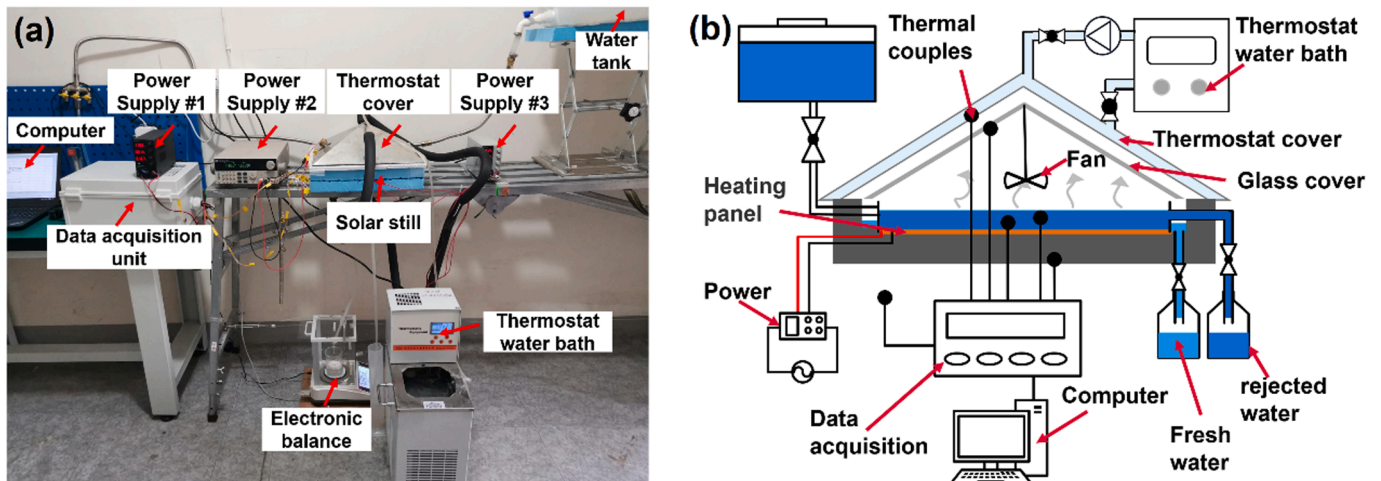 (a)
Water
tank
Power
Supply #1
Power
Supply #2
Thermostat
cover
Power
Supply #3
Computer
Solar still
Data acquisition
unit
Thermostat
water bath
Electronic
balance
(b)
Thermal
couples
Thermostat
water bath
Thermostat cover
Fan
Glass cover
Heating
panel
Power
Data
acquisition
Computer
Fresh
water
rejected
water